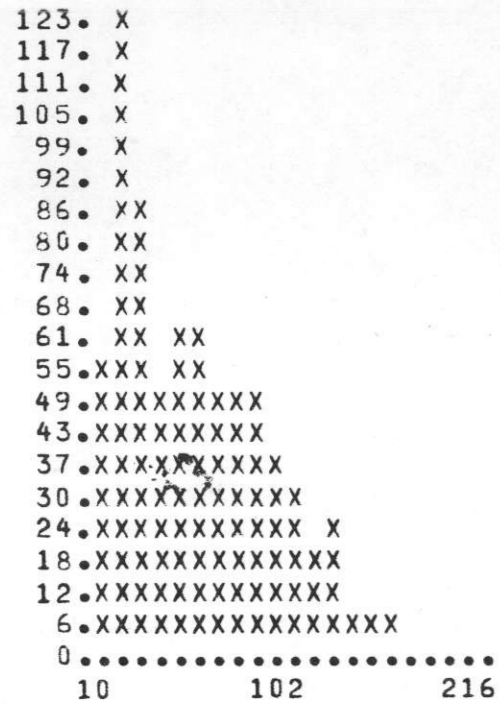 123. X
117. X
111. X
105. X
99. X
92. X
86. XX
80. XX
74. XX
68. XX
61. XX XX
55.XXX XX
49.XXXXXXXXX
43.XXXXXXXXX
37.XXXXXXXXXX
30.XXXXXXXXXXX
24.XXXXXXXXXXX X
18.XXXXXXXXXXXXX
12.XXXXXXXXXXXXX
6.XXXXXXXXXXXXXXXX
0......................
10 102 216